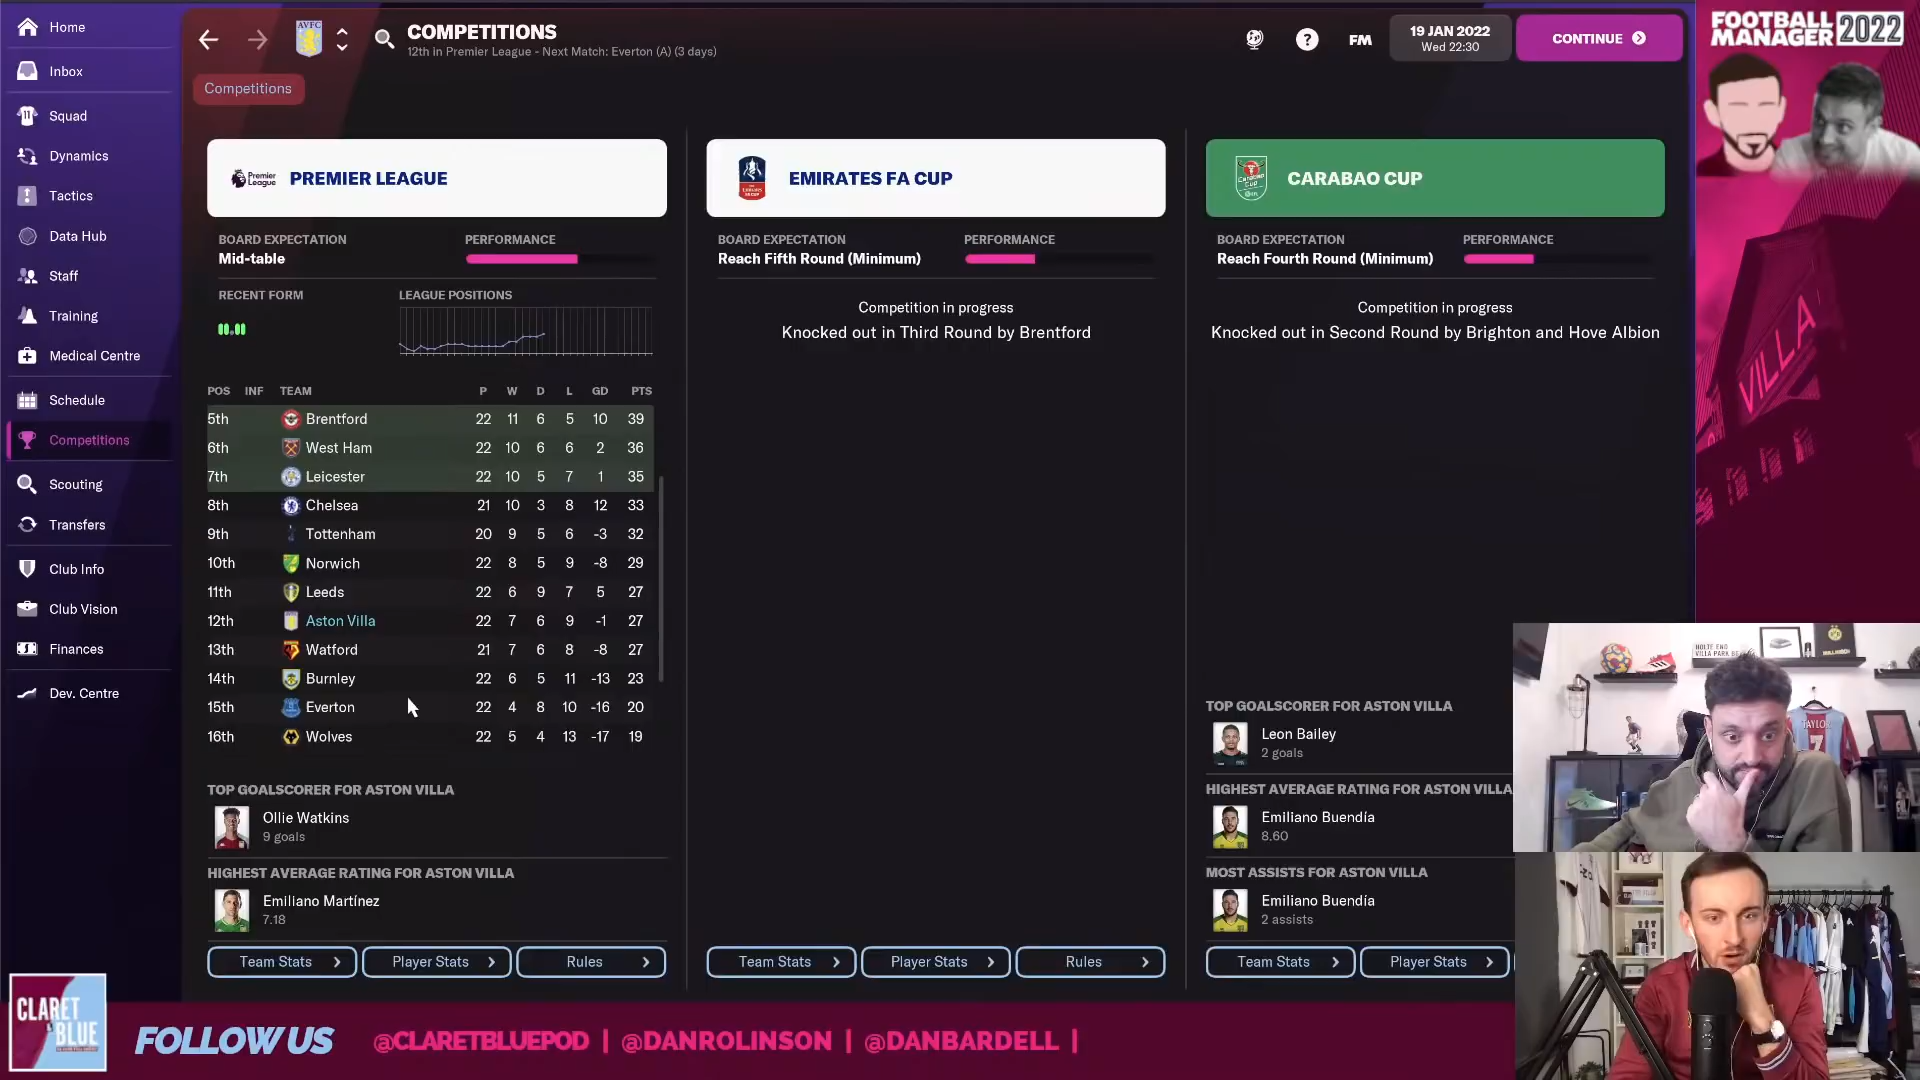 Home
Inbox
Squad
Dynamics
Tactics
Data Hub
Staff
Training
Medical Centre
Schedule
Competitions
Scouting
Transfers
Club Info
Club Vision
Finances
Dev. Centre
AVFC
COMPETITIONS
12th in Premier League - Next Match: Everton (A) (3 days)
?
FM
19 JAN 2022
Wed 22:30
CONTINUE
FOOTBALL
MANAGER 2022
Competitions
Premier League
PREMIER LEAGUE
BOARD EXPECTATION
Mid-table
PERFORMANCE
RECENT FORM
LEAGUE POSITIONS
POS INF TEAM P W D L GD PTS
5th Brentford 22 11 6 5 10 39
6th West Ham 22 10 6 6 2 36
7th Leicester 22 10 5 7 1 35
8th Chelsea 21 10 3 8 12 33
9th Tottenham 20 9 5 6 -3 32
10th Norwich 22 8 5 9 -8 29
11th Leeds 22 6 9 7 5 27
12th Aston Villa 22 7 6 9 -1 27
13th Watford 21 7 6 8 -8 27
14th Burnley 22 6 5 11 -13 23
15th Everton 22 4 8 10 -16 20
16th Wolves 22 5 4 13 -17 19
TOP GOALSCORER FOR ASTON VILLA
Ollie Watkins
9 goals
HIGHEST AVERAGE RATING FOR ASTON VILLA
Emiliano Martínez
7.18
Team Stats
Player Stats
Rules
EMIRATES FA CUP
BOARD EXPECTATION
Reach Fifth Round (Minimum)
PERFORMANCE
Competition in progress
Knocked out in Third Round by Brentford
Team Stats
Player Stats
Rules
CARABAO CUP
BOARD EXPECTATION
Reach Fourth Round (Minimum)
PERFORMANCE
Competition in progress
Knocked out in Second Round by Brighton and Hove Albion
TOP GOALSCORER FOR ASTON VILLA
Leon Bailey
2 goals
HIGHEST AVERAGE RATING FOR ASTON VILLA
Emiliano Buendía
8.60
MOST ASSISTS FOR ASTON VILLA
Emiliano Buendía
2 assists
Team Stats
Player Stats
VILLA
HOLTE END
TAYLOR
7
CLARET
& BLUE
FOLLOW US
@CLARETBLUEPOD | @DANROLINSON | @DANBARDELL |